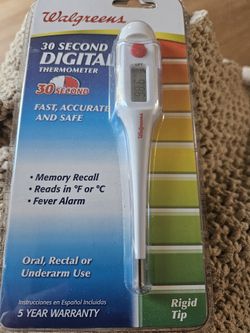 Walgreens
30 SECOND
DIGITAL
THERMOMETER
30 SECOND
FAST, ACCURATE
AND SAFE
Walgreens
• Memory Recall
• Reads in °F or °C
• Fever Alarm
Oral, Rectal or
Underarm Use
Instrucciones en Español Incluidas
5 YEAR WARRANTY
Rigid
Tip